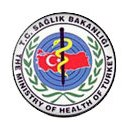 T.C. SAĞLIK BAKANLIĞI
THE MINISTRY OF HEALTH OF TURKEY